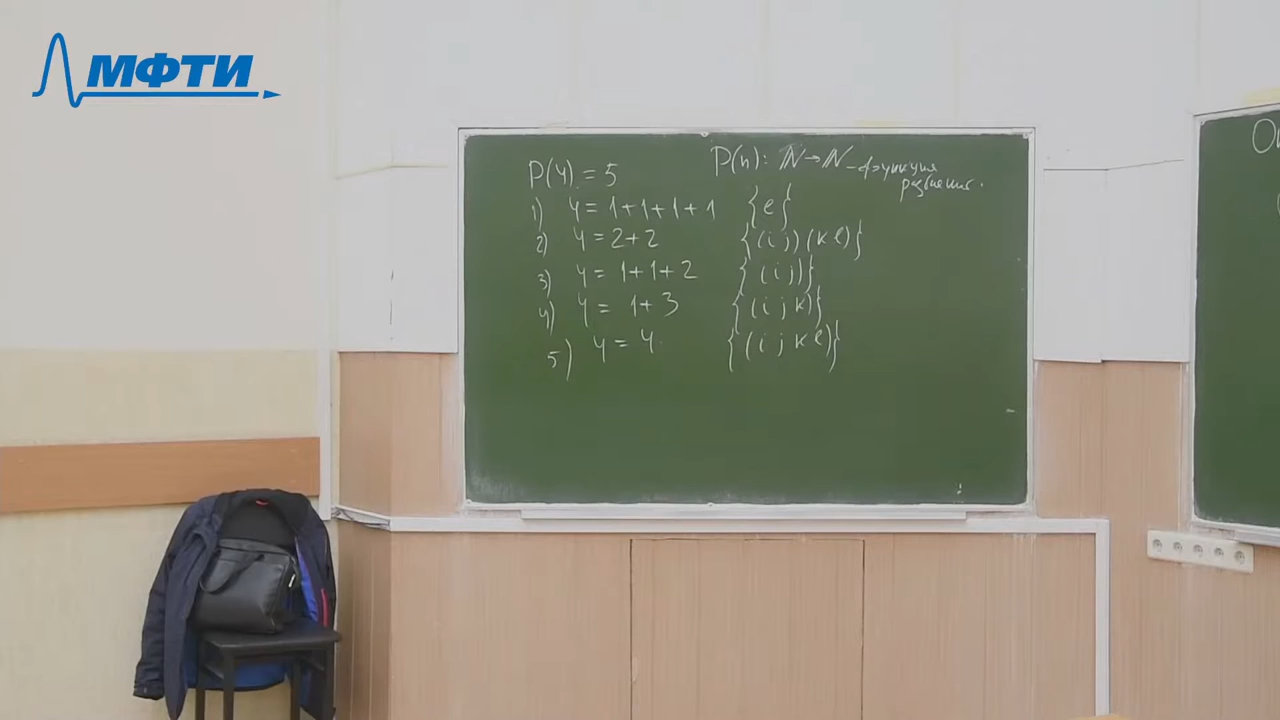 МФТИ
P(4) = 5
P(n): ℕ → ℕ - функция
разбиения.
1) 4 = 1+1+1+1 {e}
2) 4 = 2+2 {(i j)(k l)}
3) 4 = 1+1+2 {(i j)}
4) 4 = 1+3 {(i j k)}
5) 4 = 4. {(i j k l)}